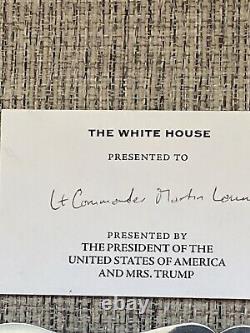 THE WHITE HOUSE
PRESENTED TO
Lt Commander Martin
PRESENTED BY
THE PRESIDENT OF THE
UNITED STATES OF AMERICA
AND MRS. TRUMP